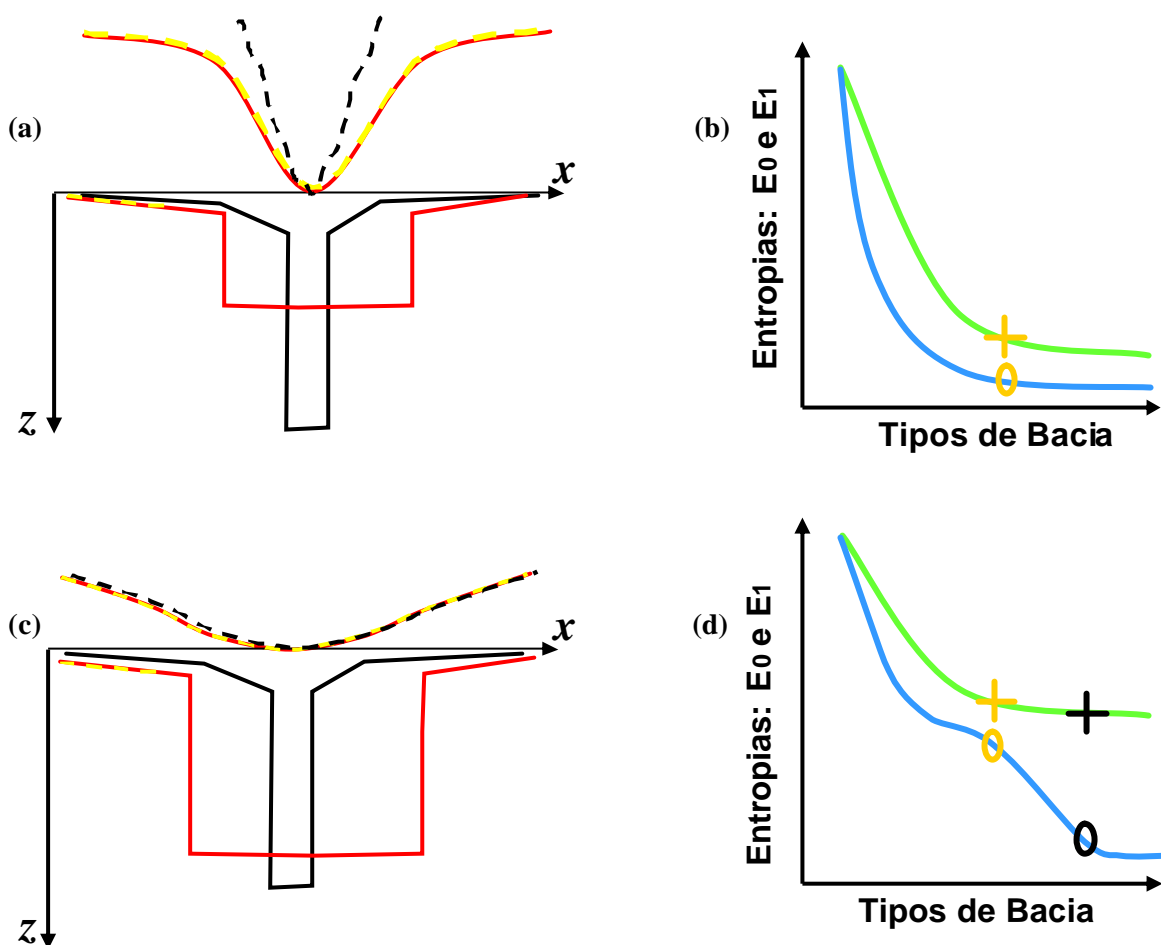 (a)
x
z
(b)
Entropias: E0 e E1
Tipos de Bacia
(c)
x
z
(d)
Entropias: E0 e E1
Tipos de Bacia